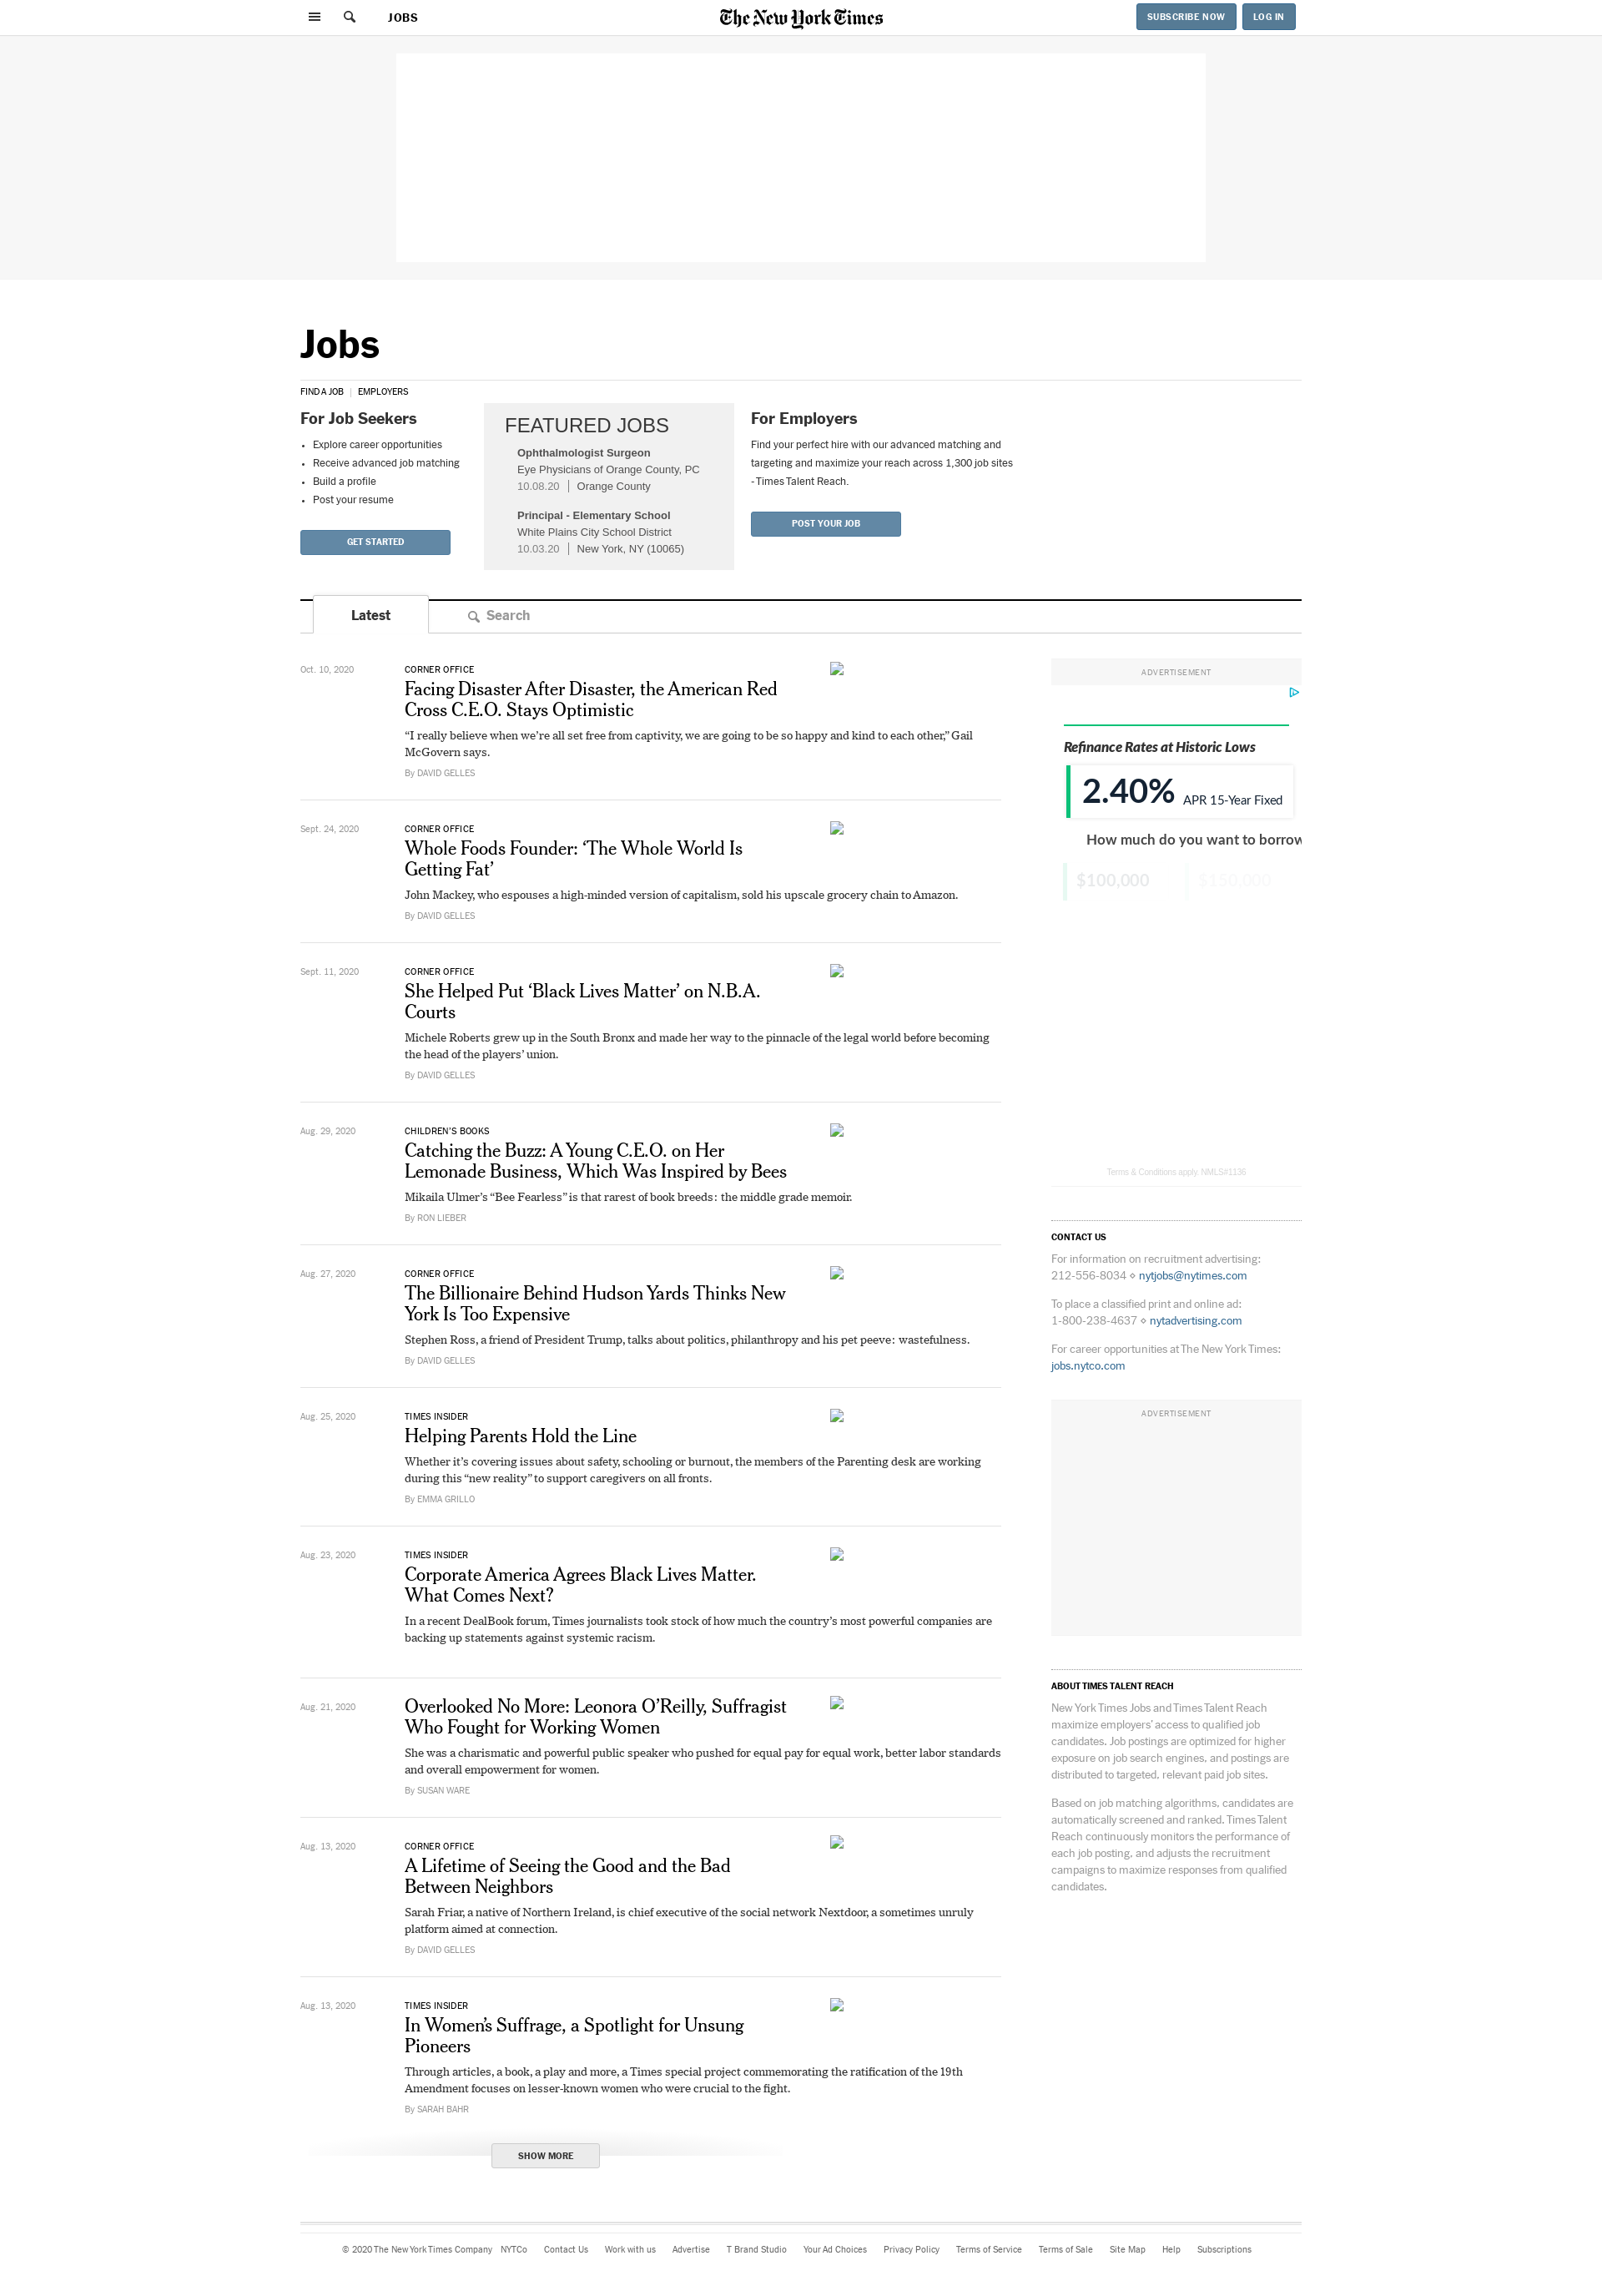 JOBS
The New York Times
SUBSCRIBE NOW
LOG IN
Jobs
FIND A JOB | EMPLOYERS
For Job Seekers
• Explore career opportunities
• Receive advanced job matching
• Build a profile
• Post your resume
GET STARTED
FEATURED JOBS
Ophthalmologist Surgeon
Eye Physicians of Orange County, PC
10.08.20 | Orange County
Principal - Elementary School
White Plains City School District
10.03.20 | New York, NY (10065)
For Employers
Find your perfect hire with our advanced matching and
targeting and maximize your reach across 1,300 job sites
- Times Talent Reach.
POST YOUR JOB
Latest
Search
Oct. 10, 2020
CORNER OFFICE
Facing Disaster After Disaster, the American Red
Cross C.E.O. Stays Optimistic
“I really believe when we’re all set free from captivity, we are going to be so happy and kind to each other,” Gail
McGovern says.
By DAVID GELLES
Sept. 24, 2020
CORNER OFFICE
Whole Foods Founder: ‘The Whole World Is
Getting Fat’
John Mackey, who espouses a high-minded version of capitalism, sold his upscale grocery chain to Amazon.
By DAVID GELLES
Sept. 11, 2020
CORNER OFFICE
She Helped Put ‘Black Lives Matter’ on N.B.A.
Courts
Michele Roberts grew up in the South Bronx and made her way to the pinnacle of the legal world before becoming
the head of the players’ union.
By DAVID GELLES
Aug. 29, 2020
CHILDREN’S BOOKS
Catching the Buzz: A Young C.E.O. on Her
Lemonade Business, Which Was Inspired by Bees
Mikaila Ulmer’s “Bee Fearless” is that rarest of book breeds: the middle grade memoir.
By RON LIEBER
Aug. 27, 2020
CORNER OFFICE
The Billionaire Behind Hudson Yards Thinks New
York Is Too Expensive
Stephen Ross, a friend of President Trump, talks about politics, philanthropy and his pet peeve: wastefulness.
By DAVID GELLES
Aug. 25, 2020
TIMES INSIDER
Helping Parents Hold the Line
Whether it’s covering issues about safety, schooling or burnout, the members of the Parenting desk are working
during this “new reality” to support caregivers on all fronts.
By EMMA GRILLO
Aug. 23, 2020
TIMES INSIDER
Corporate America Agrees Black Lives Matter.
What Comes Next?
In a recent DealBook forum, Times journalists took stock of how much the country’s most powerful companies are
backing up statements against systemic racism.
Aug. 21, 2020
Overlooked No More: Leonora O’Reilly, Suffragist
Who Fought for Working Women
She was a charismatic and powerful public speaker who pushed for equal pay for equal work, better labor standards
and overall empowerment for women.
By SUSAN WARE
Aug. 13, 2020
CORNER OFFICE
A Lifetime of Seeing the Good and the Bad
Between Neighbors
Sarah Friar, a native of Northern Ireland, is chief executive of the social network Nextdoor, a sometimes unruly
platform aimed at connection.
By DAVID GELLES
Aug. 13, 2020
TIMES INSIDER
In Women’s Suffrage, a Spotlight for Unsung
Pioneers
Through articles, a book, a play and more, a Times special project commemorating the ratification of the 19th
Amendment focuses on lesser-known women who were crucial to the fight.
By SARAH BAHR
SHOW MORE
ADVERTISEMENT
Refinance Rates at Historic Lows
2.40% APR 15-Year Fixed
How much do you want to borrow
$100,000
$150,000
Terms & Conditions apply. NMLS#1136
CONTACT US
For information on recruitment advertising:
212-556-8034 ⋄ nytjobs@nytimes.com
To place a classified print and online ad:
1-800-238-4637 ⋄ nytadvertising.com
For career opportunities at The New York Times:
jobs.nytco.com
ADVERTISEMENT
ABOUT TIMES TALENT REACH
New York Times Jobs and Times Talent Reach
maximize employers’ access to qualified job
candidates. Job postings are optimized for higher
exposure on job search engines, and postings are
distributed to targeted, relevant paid job sites.
Based on job matching algorithms, candidates are
automatically screened and ranked. Times Talent
Reach continuously monitors the performance of
each job posting, and adjusts the recruitment
campaigns to maximize responses from qualified
candidates.
© 2020 The New York Times Company NYTCo Contact Us Work with us Advertise T Brand Studio Your Ad Choices Privacy Policy Terms of Service Terms of Sale Site Map Help Subscriptions